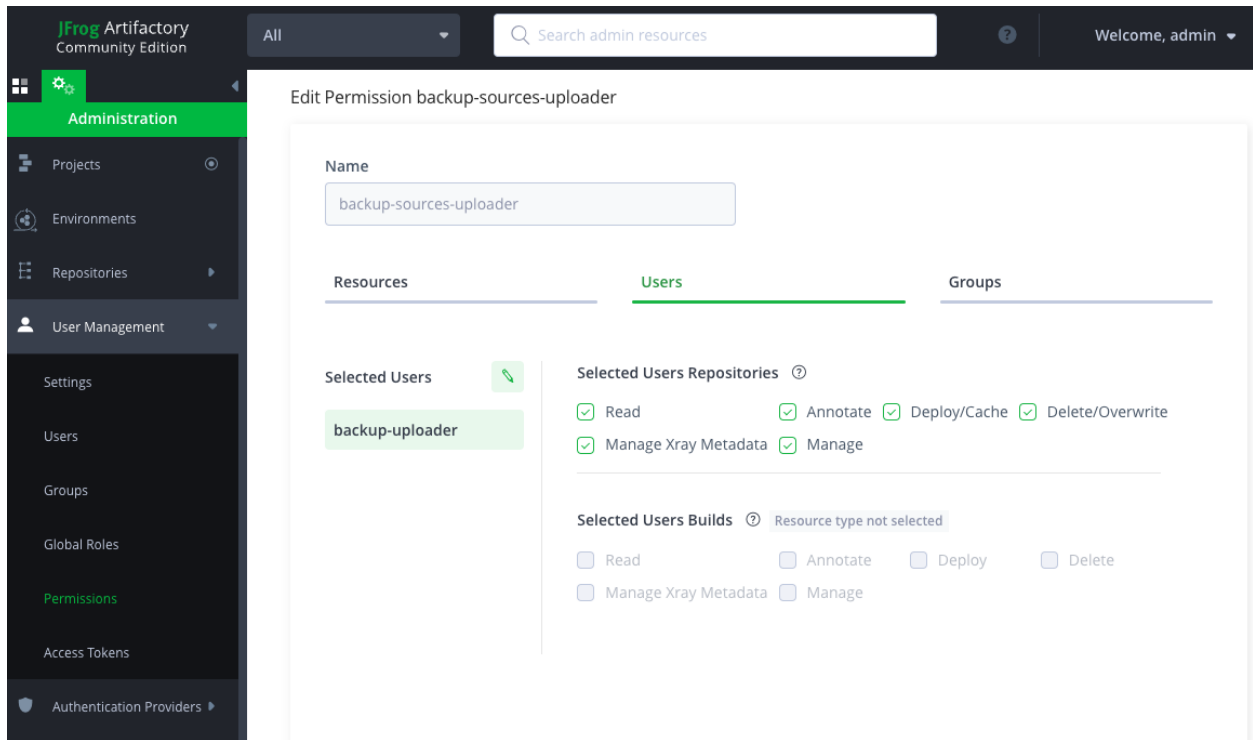 JFrog Artifactory
Community Edition
All
Search admin resources
?
Welcome, admin
Administration
Edit Permission backup-sources-uploader
Projects
Environments
Repositories
User Management
Settings
Users
Groups
Global Roles
Permissions
Access Tokens
Authentication Providers
Name
backup-sources-uploader
Resources
Users
Groups
Selected Users
backup-uploader
Selected Users Repositories ?
Read Annotate Deploy/Cache Delete/Overwrite
Manage Xray Metadata Manage
Selected Users Builds ? Resource type not selected
Read Annotate Deploy Delete
Manage Xray Metadata Manage